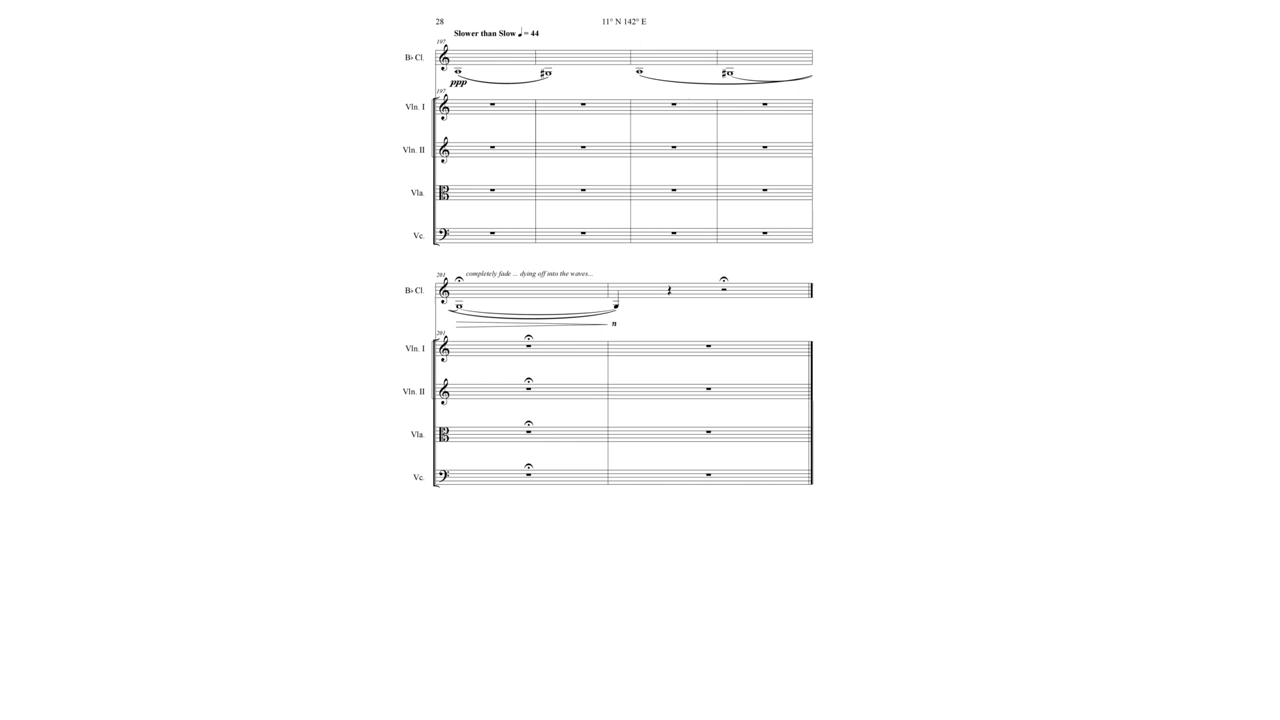 28
11° N 142° E
Slower than Slow ♩ = 44
197
B♭ Cl.
ppp
197
Vln. I
Vln. II
Vla.
Vc.
201
completely fade ... dying off into the waves...
B♭ Cl.
n
201
Vln. I
Vln. II
Vla.
Vc.